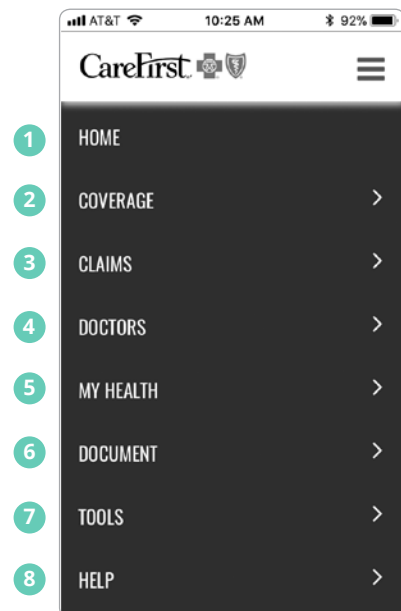 AT&T 10:25 AM 92%
CareFirst
1 HOME
2 COVERAGE
3 CLAIMS
4 DOCTORS
5 MY HEALTH
6 DOCUMENT
7 TOOLS
8 HELP